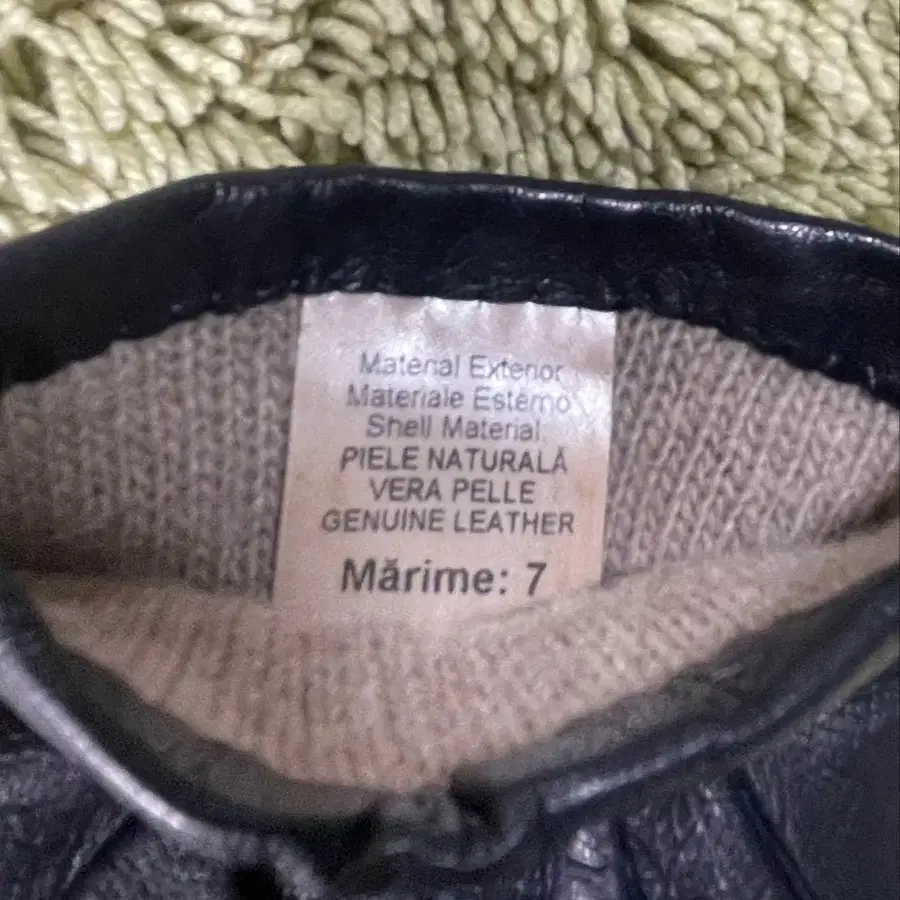 Material Exterior
Materiale Esterno
Shell Material
PIELE NATURALĂ
VERA PELLE
GENUINE LEATHER
Mărime: 7